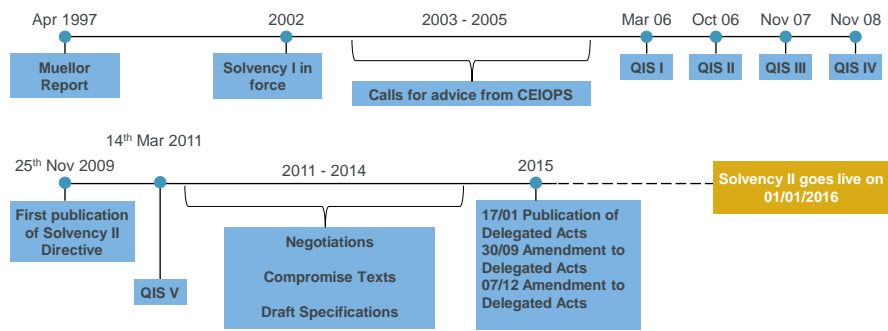 Apr 1997
2002
2003 - 2005
Mar 06
Oct 06
Nov 07
Nov 08
Muellor
Report
Solvency I in
force
Calls for advice from CEIOPS
QIS I
QIS II
QIS III
QIS IV
14th Mar 2011
25th Nov 2009
2011 - 2014
2015
Solvency II goes live on
01/01/2016
First publication
of Solvency II
Directive
QIS V
Negotiations
Compromise Texts
Draft Specifications
17/01 Publication of
Delegated Acts
30/09 Amendment to
Delegated Acts
07/12 Amendment to
Delegated Acts